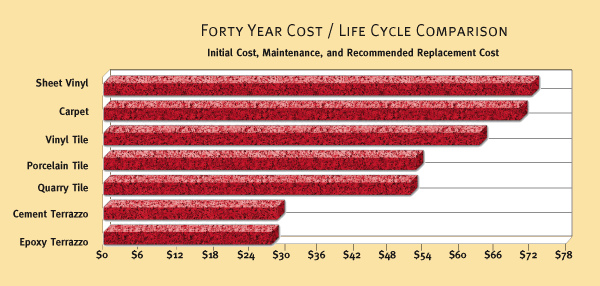 Forty Year Cost / Life Cycle Comparison
Initial Cost, Maintenance, and Recommended Replacement Cost
Sheet Vinyl
Carpet
Vinyl Tile
Porcelain Tile
Quarry Tile
Cement Terrazzo
Epoxy Terrazzo
$0 $6 $12 $18 $24 $30 $36 $42 $48 $54 $60 $66 $72 $78